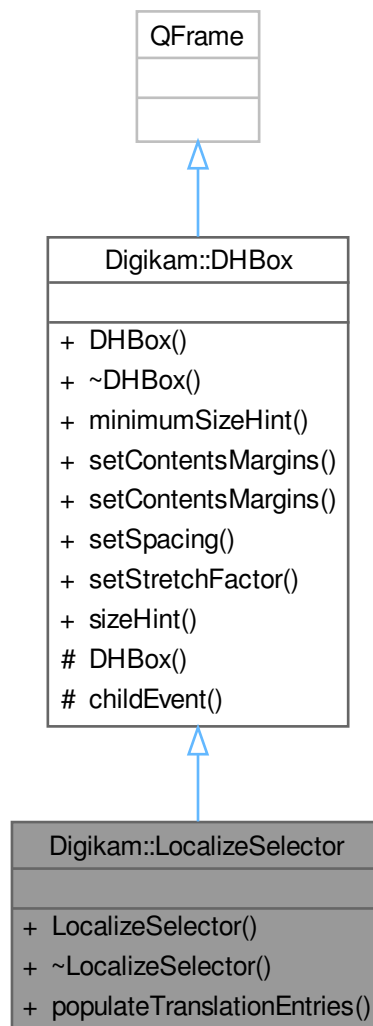 QFrame
Digikam::DHBox
+ DHBox()
+ ~DHBox()
+ minimumSizeHint()
+ setContentsMargins()
+ setContentsMargins()
+ setSpacing()
+ setStretchFactor()
+ sizeHint()
# DHBox()
# childEvent()
Digikam::LocalizeSelector
+ LocalizeSelector()
+ ~LocalizeSelector()
+ populateTranslationEntries()